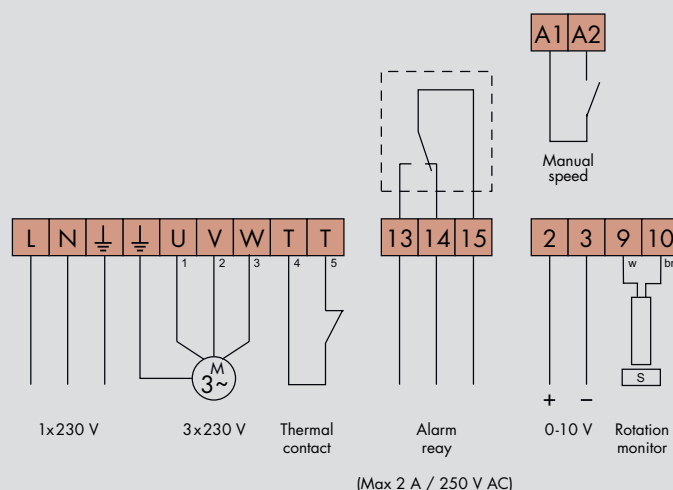 A1 A2
Manual
speed
L N U V W T T
1 2 3 4 5
13 14 15
2 3 9 10
w br
M
3~
S
+ −
1x230 V
3x230 V
Thermal
contact
Alarm
reay
0-10 V
Rotation
monitor
(Max 2 A / 250 V AC)